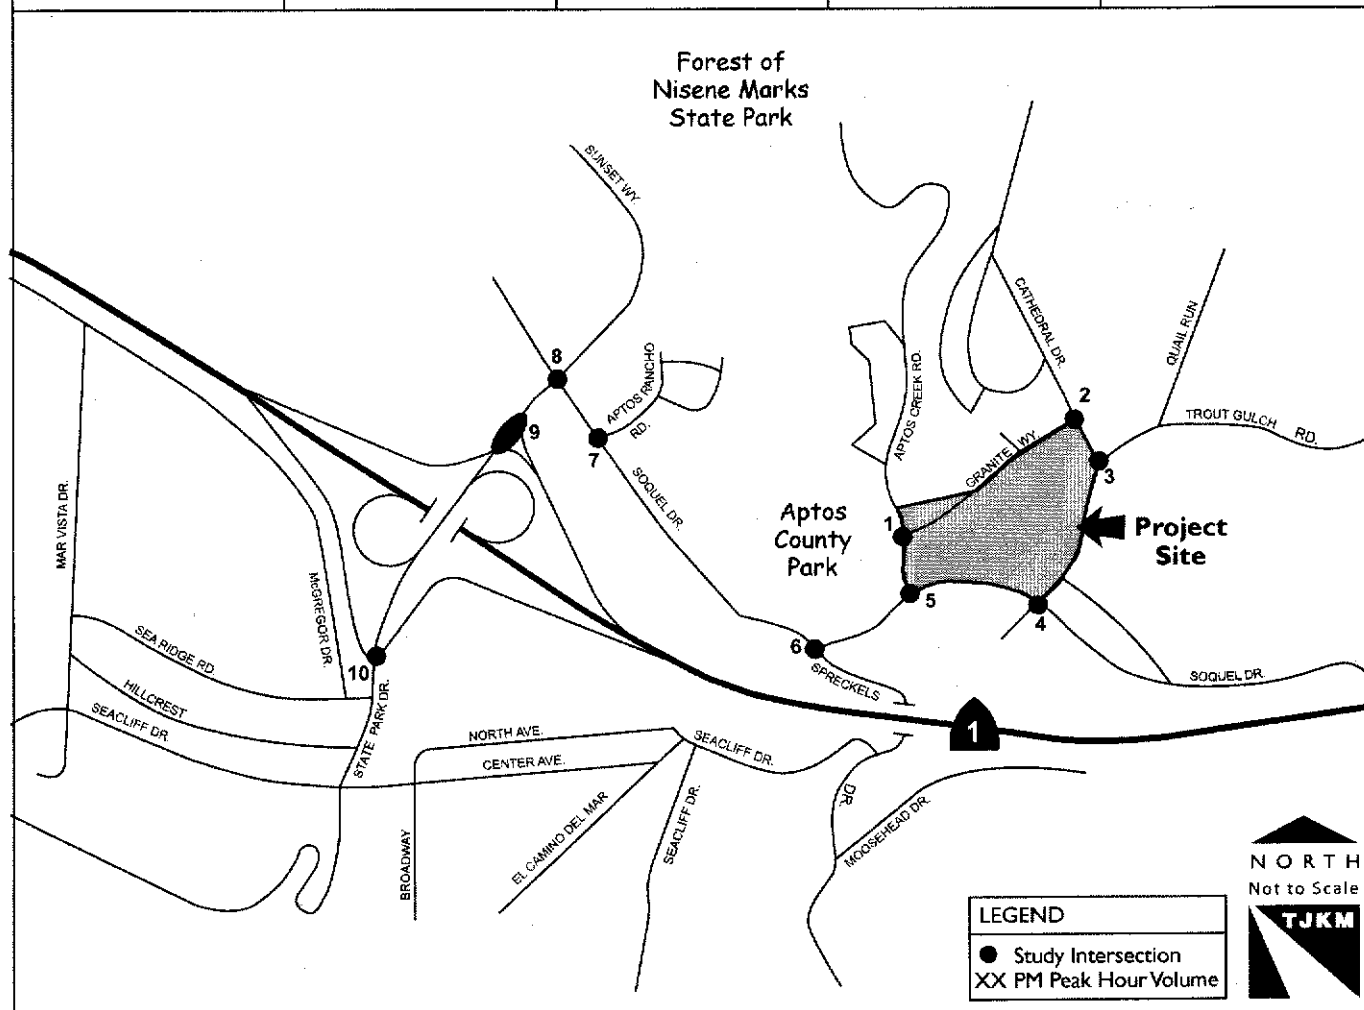 Forest of
Nisene Marks
State Park
SUNSET WY.
CATHEDRAL DR.
QUAIL RUN
8
APTOS RANCHO
RD.
APTOS CREEK RD.
2
TROUT GULCH RD.
9
7
GRANITE WY.
3
SOQUEL DR.
MAR VISTA DR.
Aptos
County
Park
1
Project
Site
McGREGOR DR.
5
4
SEA RIDGE RD.
10
6
SPRECKELS
SOQUEL DR.
HILLCREST
SEACLIFF DR.
STATE PARK DR.
NORTH AVE.
SEACLIFF DR.
1
CENTER AVE.
DR.
EL CAMINO DEL MAR
SEACLIFF DR.
MOOSEHEAD DR.
BROADWAY
NORTH
Not to Scale
TJKM
LEGEND
Study Intersection
XX PM Peak Hour Volume